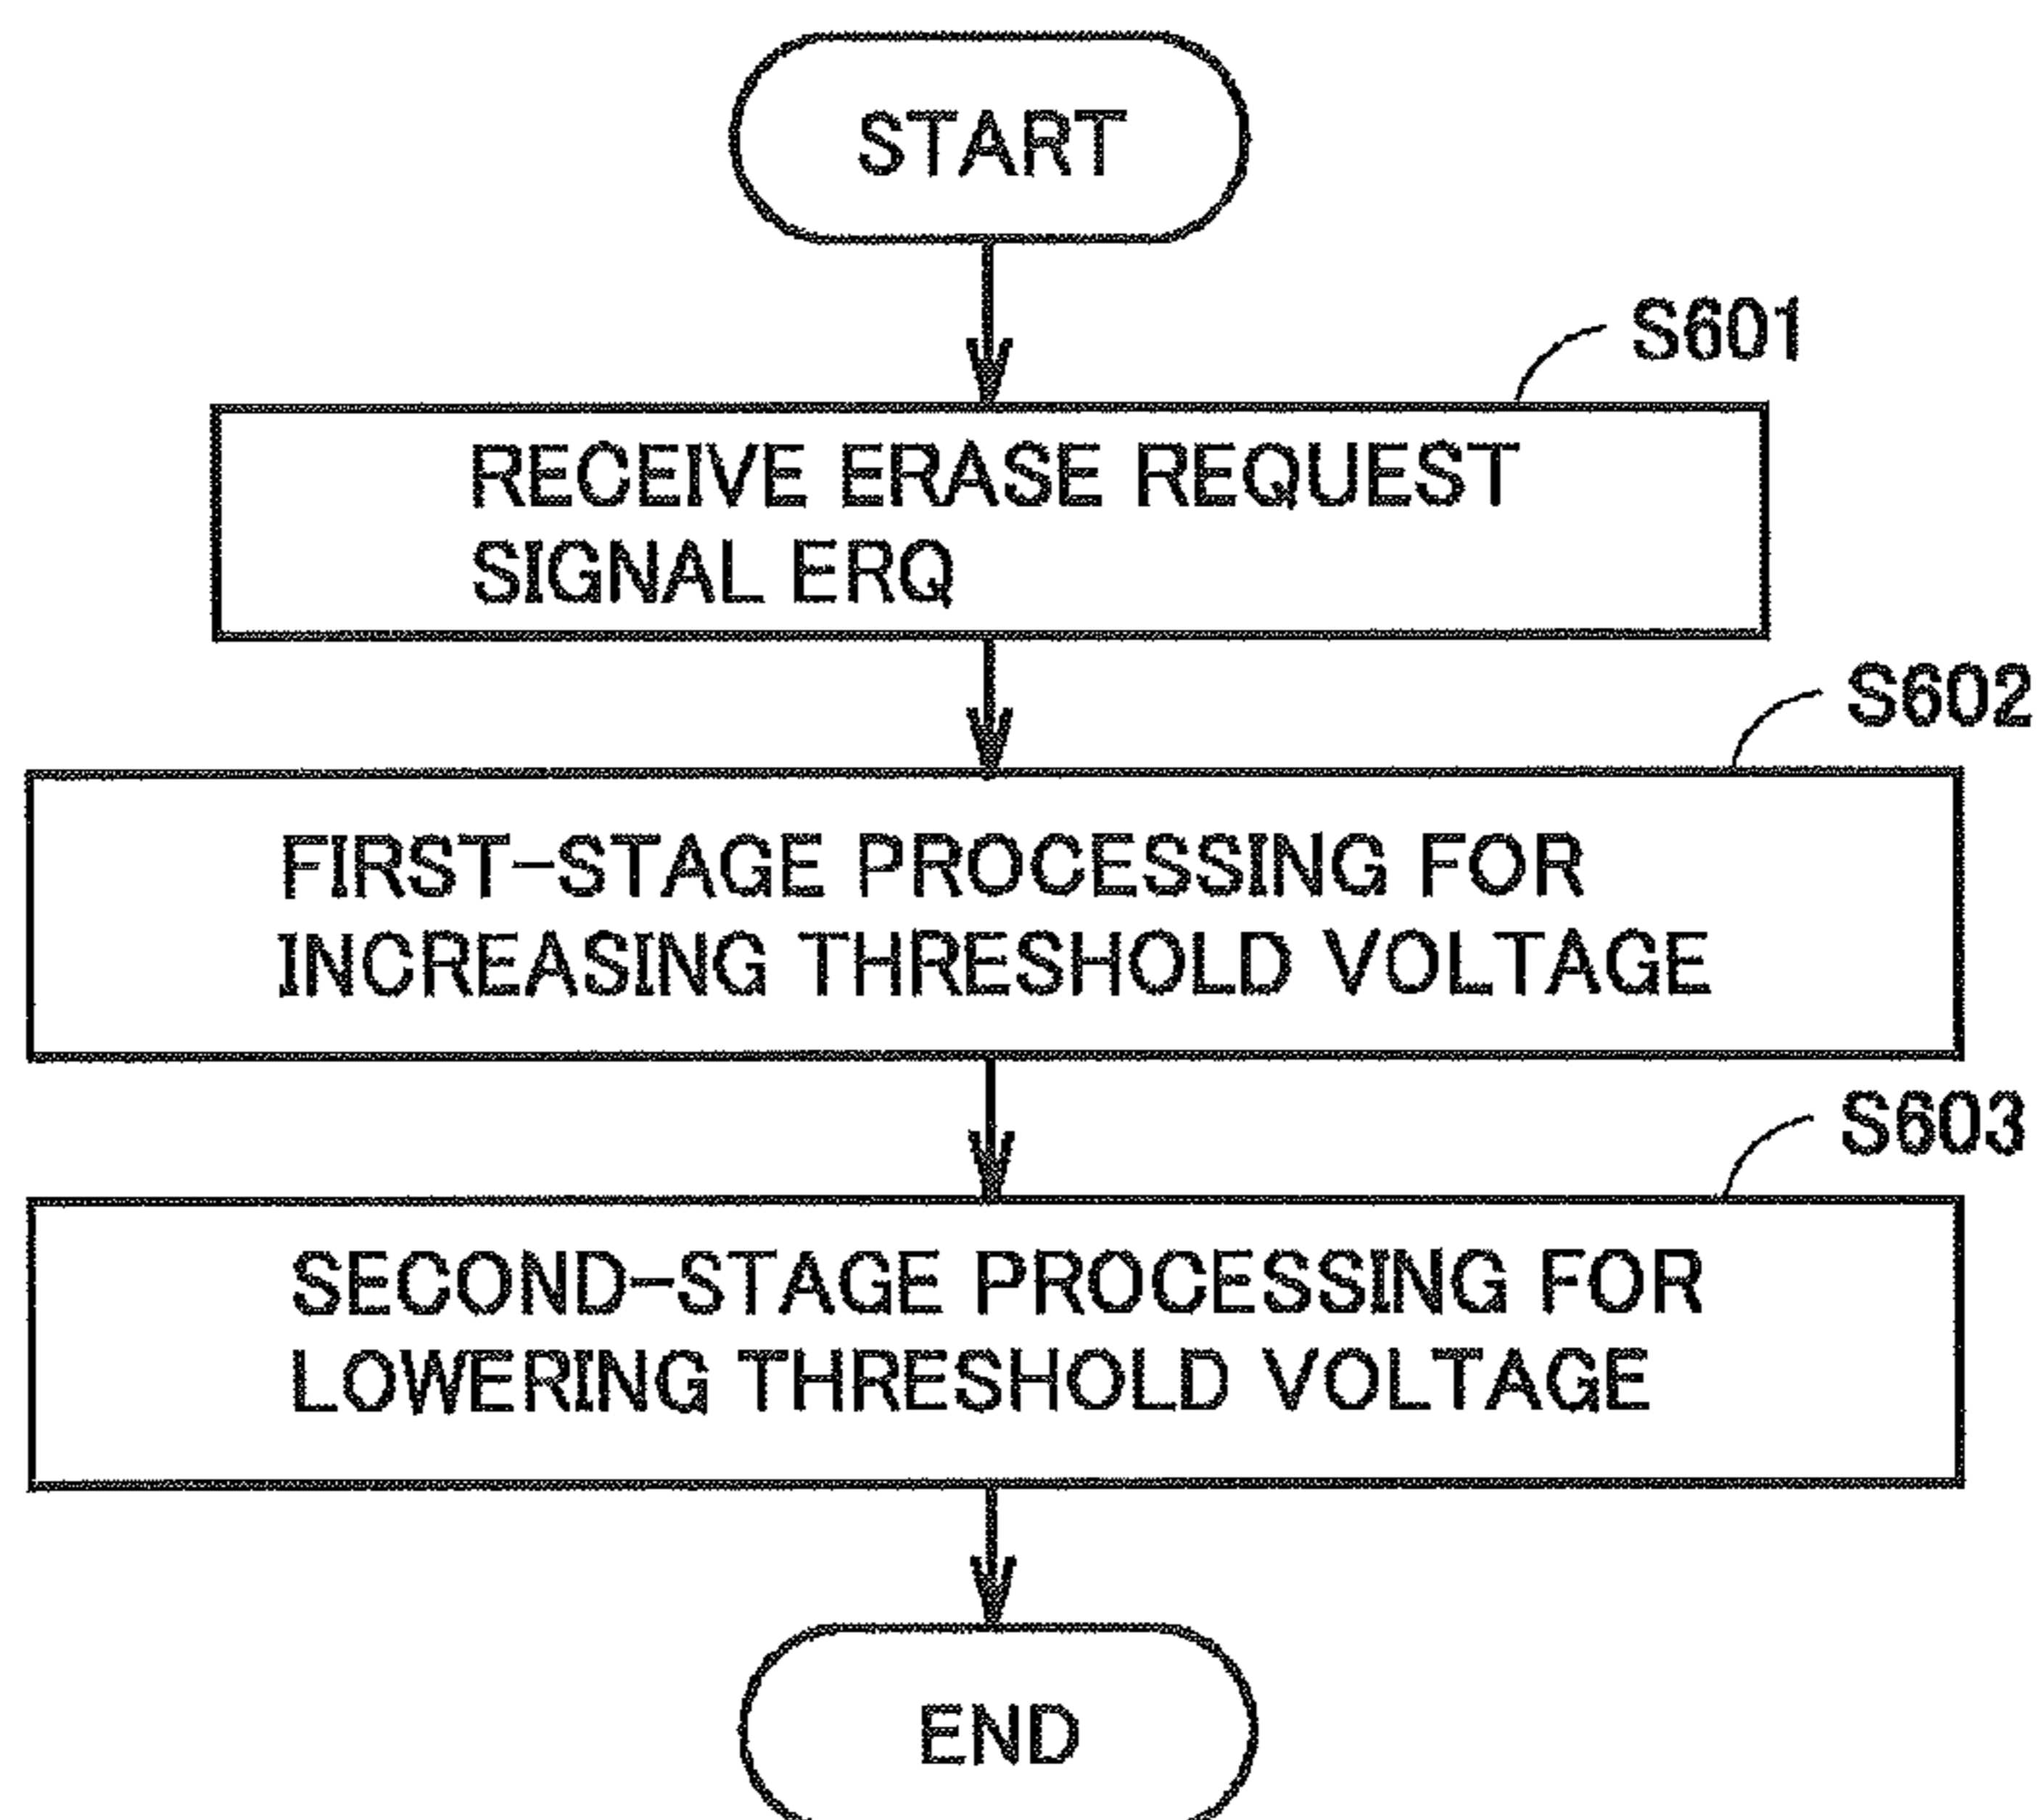 START
S601
RECEIVE ERASE REQUEST
SIGNAL ERQ
S602
FIRST-STAGE PROCESSING FOR
INCREASING THRESHOLD VOLTAGE
S603
SECOND-STAGE PROCESSING FOR
LOWERING THRESHOLD VOLTAGE
END